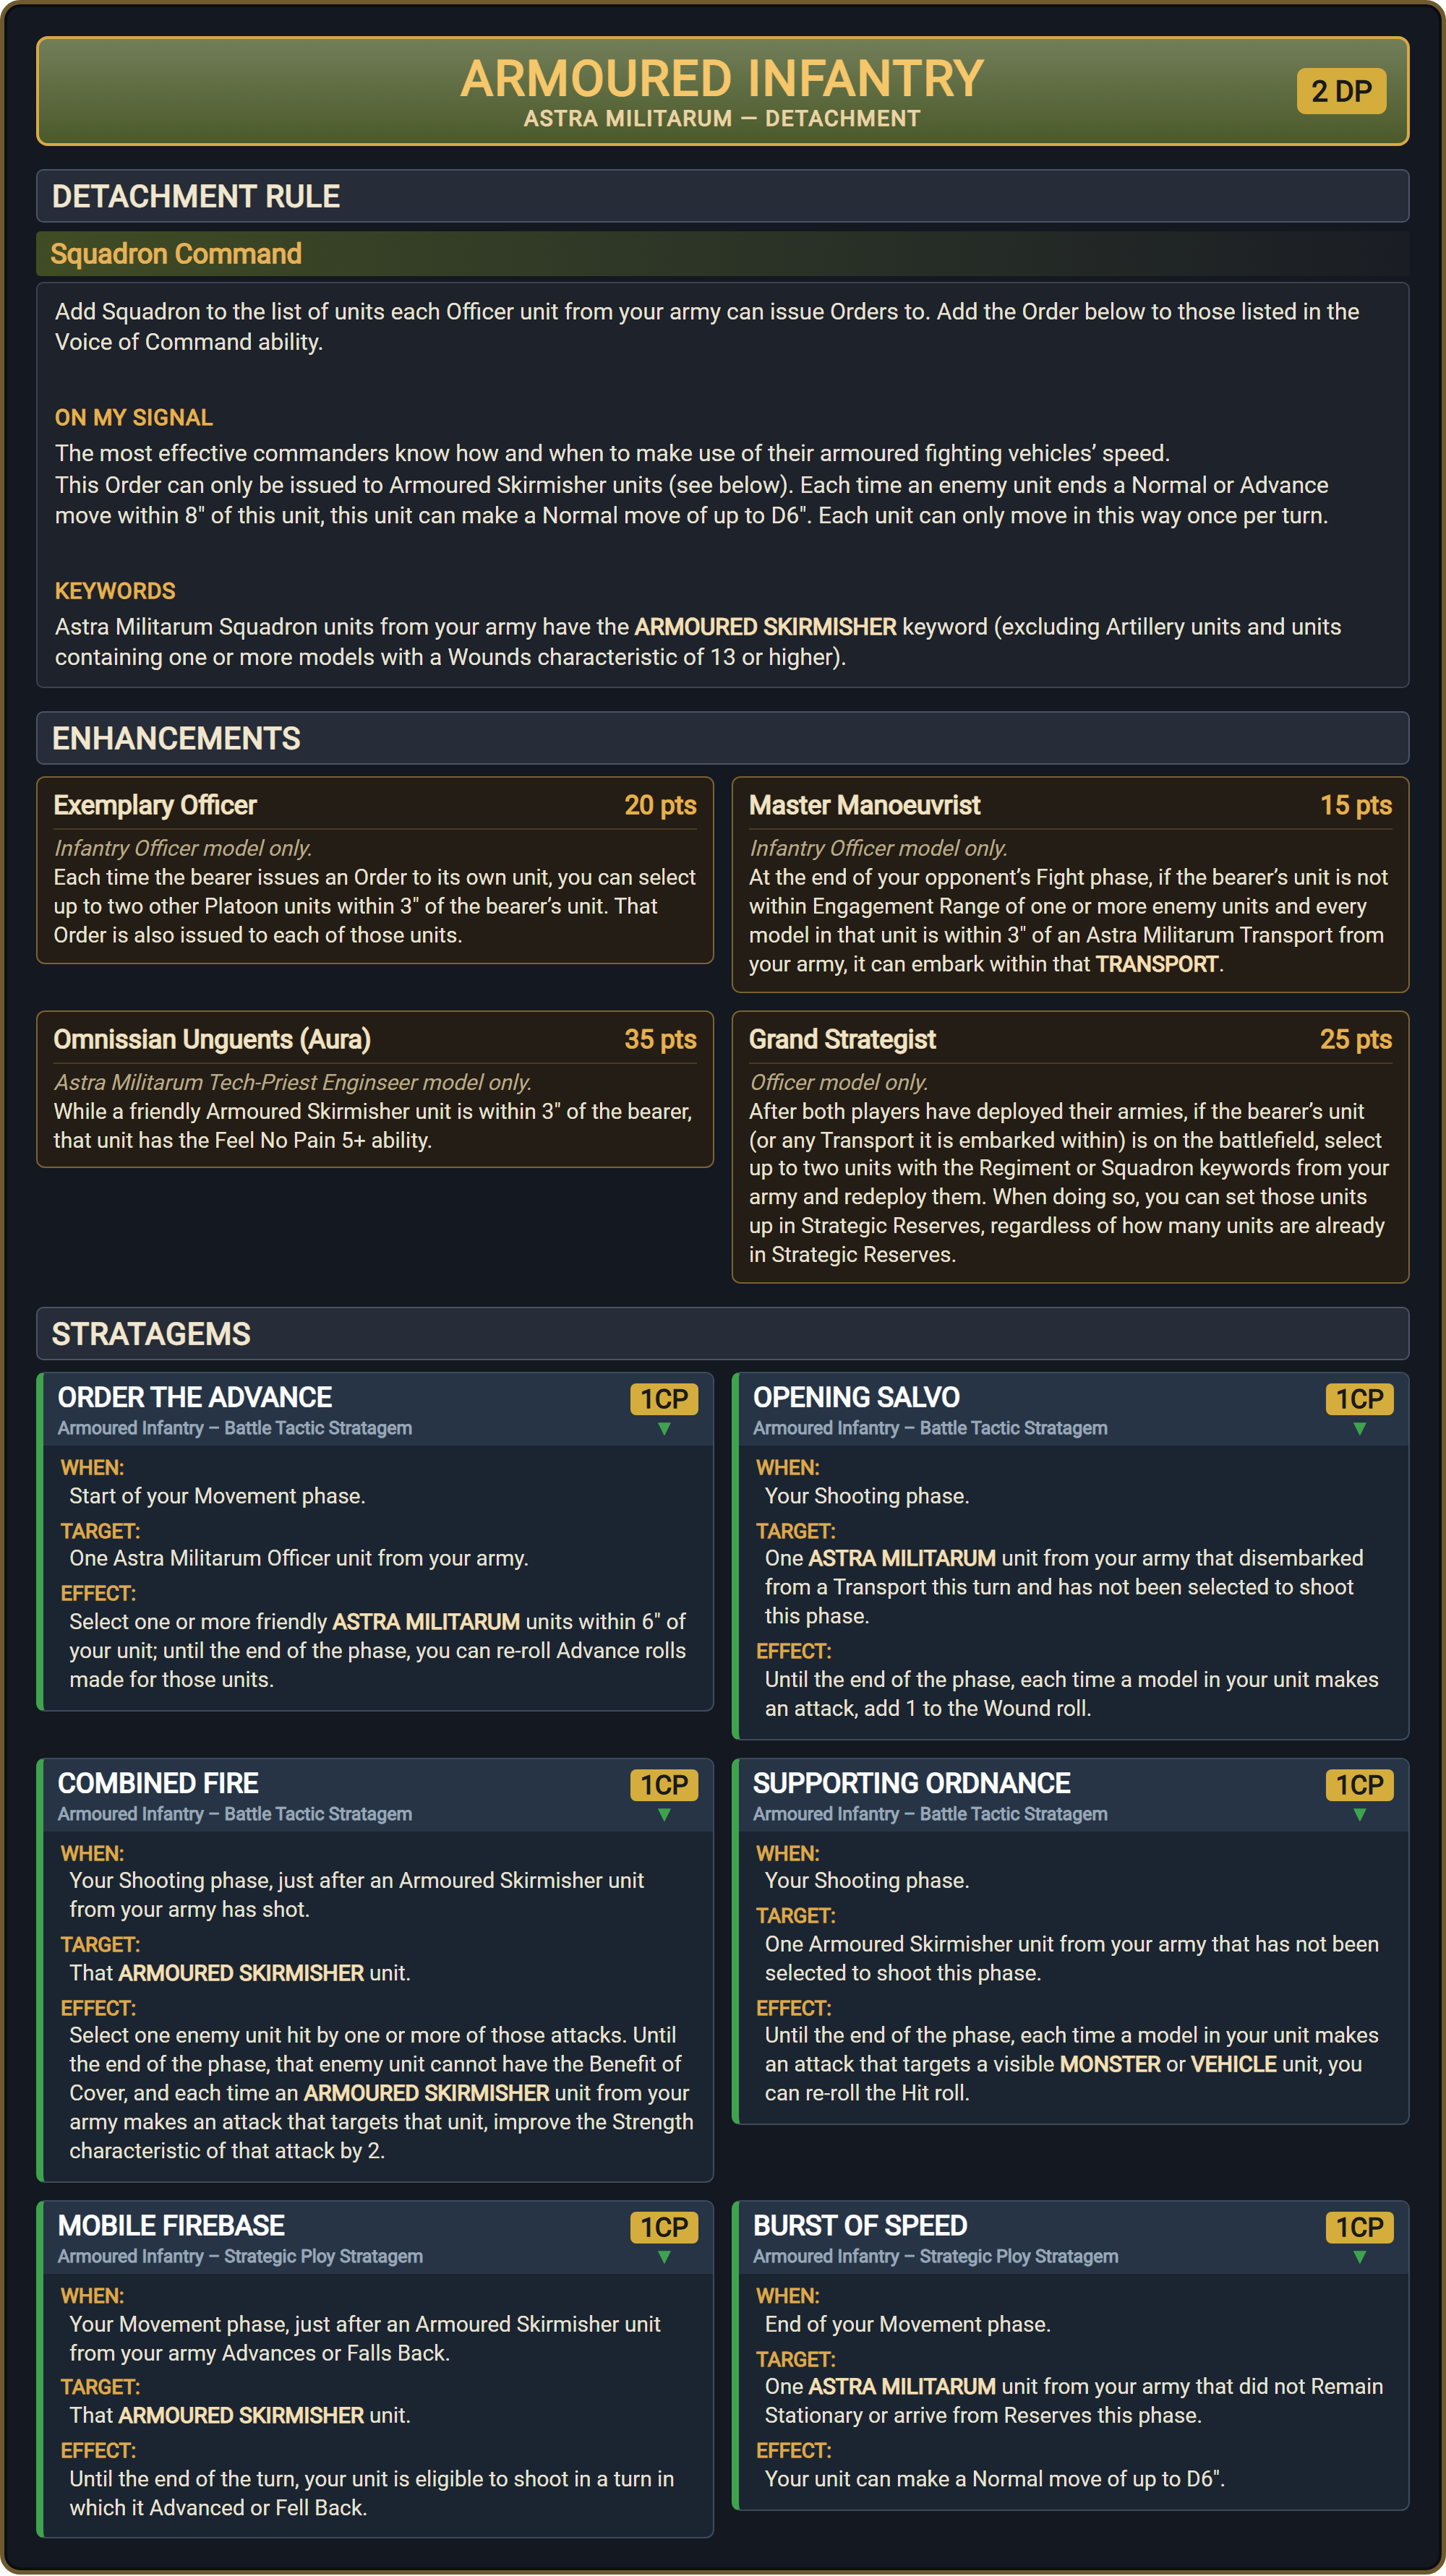 ARMOURED INFANTRY
ASTRA MILITARUM — DETACHMENT
2 DP
DETACHMENT RULE
Squadron Command
Add Squadron to the list of units each Officer unit from your army can issue Orders to. Add the Order below to those listed in the
Voice of Command ability.
ON MY SIGNAL
The most effective commanders know how and when to make use of their armoured fighting vehicles’ speed.
This Order can only be issued to Armoured Skirmisher units (see below). Each time an enemy unit ends a Normal or Advance
move within 8" of this unit, this unit can make a Normal move of up to D6". Each unit can only move in this way once per turn.
KEYWORDS
Astra Militarum Squadron units from your army have the ARMOURED SKIRMISHER keyword (excluding Artillery units and units
containing one or more models with a Wounds characteristic of 13 or higher).
ENHANCEMENTS
Exemplary Officer
20 pts
Infantry Officer model only.
Each time the bearer issues an Order to its own unit, you can select
up to two other Platoon units within 3" of the bearer’s unit. That
Order is also issued to each of those units.
Master Manoeuvrist
15 pts
Infantry Officer model only.
At the end of your opponent’s Fight phase, if the bearer’s unit is not
within Engagement Range of one or more enemy units and every
model in that unit is within 3" of an Astra Militarum Transport from
your army, it can embark within that TRANSPORT.
Omnissian Unguents (Aura)
35 pts
Astra Militarum Tech-Priest Enginseer model only.
While a friendly Armoured Skirmisher unit is within 3" of the bearer,
that unit has the Feel No Pain 5+ ability.
Grand Strategist
25 pts
Officer model only.
After both players have deployed their armies, if the bearer’s unit
(or any Transport it is embarked within) is on the battlefield, select
up to two units with the Regiment or Squadron keywords from your
army and redeploy them. When doing so, you can set those units
up in Strategic Reserves, regardless of how many units are already
in Strategic Reserves.
STRATAGEMS
ORDER THE ADVANCE
1CP
Armoured Infantry – Battle Tactic Stratagem
▼
WHEN:
Start of your Movement phase.
TARGET:
One Astra Militarum Officer unit from your army.
EFFECT:
Select one or more friendly ASTRA MILITARUM units within 6" of
your unit; until the end of the phase, you can re-roll Advance rolls
made for those units.
OPENING SALVO
1CP
Armoured Infantry – Battle Tactic Stratagem
▼
WHEN:
Your Shooting phase.
TARGET:
One ASTRA MILITARUM unit from your army that disembarked
from a Transport this turn and has not been selected to shoot
this phase.
EFFECT:
Until the end of the phase, each time a model in your unit makes
an attack, add 1 to the Wound roll.
COMBINED FIRE
1CP
Armoured Infantry – Battle Tactic Stratagem
▼
WHEN:
Your Shooting phase, just after an Armoured Skirmisher unit
from your army has shot.
TARGET:
That ARMOURED SKIRMISHER unit.
EFFECT:
Select one enemy unit hit by one or more of those attacks. Until
the end of the phase, that enemy unit cannot have the Benefit of
Cover, and each time an ARMOURED SKIRMISHER unit from your
army makes an attack that targets that unit, improve the Strength
characteristic of that attack by 2.
SUPPORTING ORDNANCE
1CP
Armoured Infantry – Battle Tactic Stratagem
▼
WHEN:
Your Shooting phase.
TARGET:
One Armoured Skirmisher unit from your army that has not been
selected to shoot this phase.
EFFECT:
Until the end of the phase, each time a model in your unit makes
an attack that targets a visible MONSTER or VEHICLE unit, you
can re-roll the Hit roll.
MOBILE FIREBASE
1CP
Armoured Infantry – Strategic Ploy Stratagem
▼
WHEN:
Your Movement phase, just after an Armoured Skirmisher unit
from your army Advances or Falls Back.
TARGET:
That ARMOURED SKIRMISHER unit.
EFFECT:
Until the end of the turn, your unit is eligible to shoot in a turn in
which it Advanced or Fell Back.
BURST OF SPEED
1CP
Armoured Infantry – Strategic Ploy Stratagem
▼
WHEN:
End of your Movement phase.
TARGET:
One ASTRA MILITARUM unit from your army that did not Remain
Stationary or arrive from Reserves this phase.
EFFECT:
Your unit can make a Normal move of up to D6".